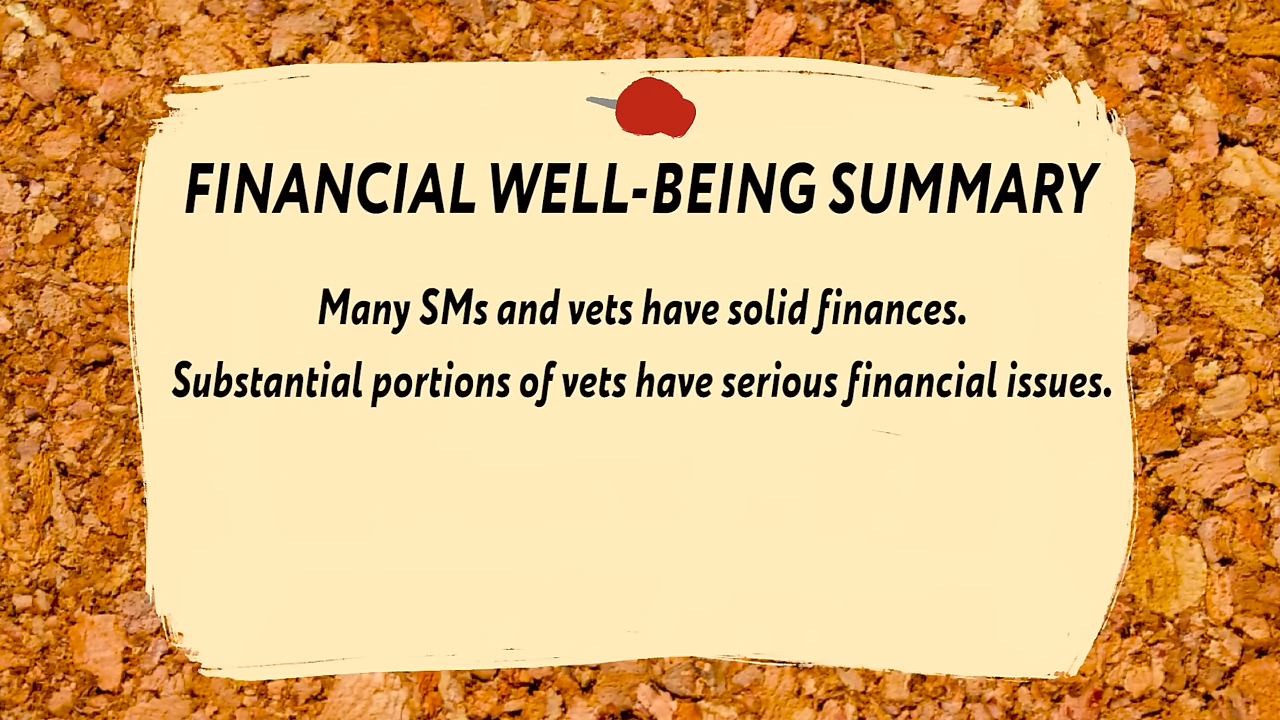 FINANCIAL WELL-BEING SUMMARY
Many SMs and vets have solid finances.
Substantial portions of vets have serious financial issues.